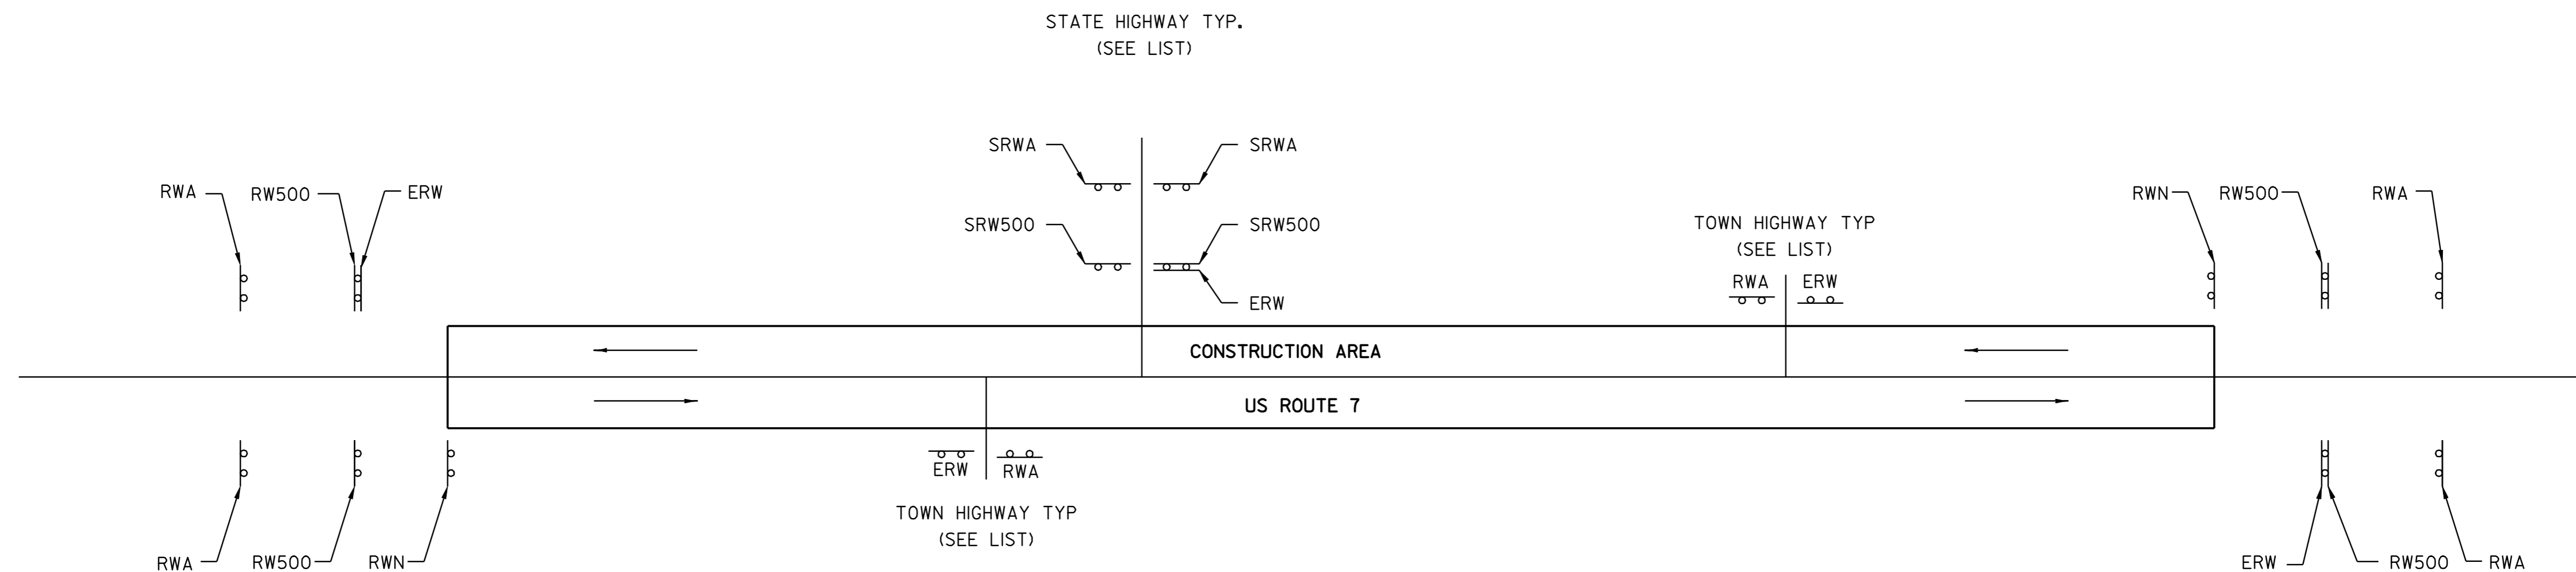 STATE HIGHWAY TYP.
(SEE LIST)
SRWA
SRWA
RWA
RW500
ERW
RWN
RW500
RWA
SRW500
SRW500
TOWN HIGHWAY TYP
(SEE LIST)
RWA
ERW
ERW
CONSTRUCTION AREA
US ROUTE 7
ERW
RWA
TOWN HIGHWAY TYP
(SEE LIST)
RWA
RW500
RWN
ERW
RW500
RWA